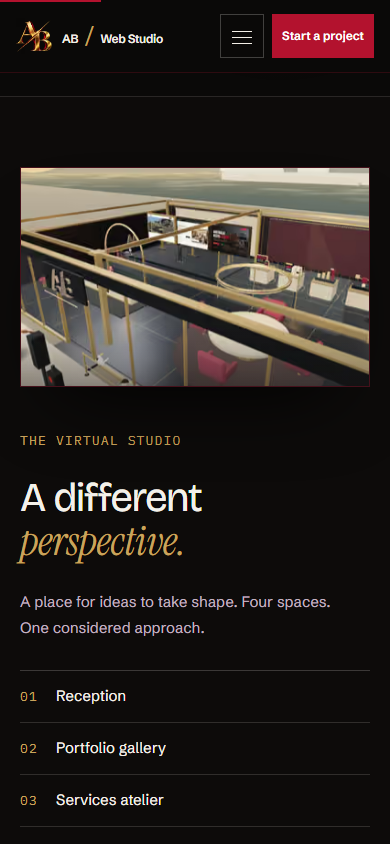 AB
AB / Web Studio
Start a project
THE VIRTUAL STUDIO
A different
perspective.
A place for ideas to take shape. Four spaces.
One considered approach.
01 Reception
02 Portfolio gallery
03 Services atelier